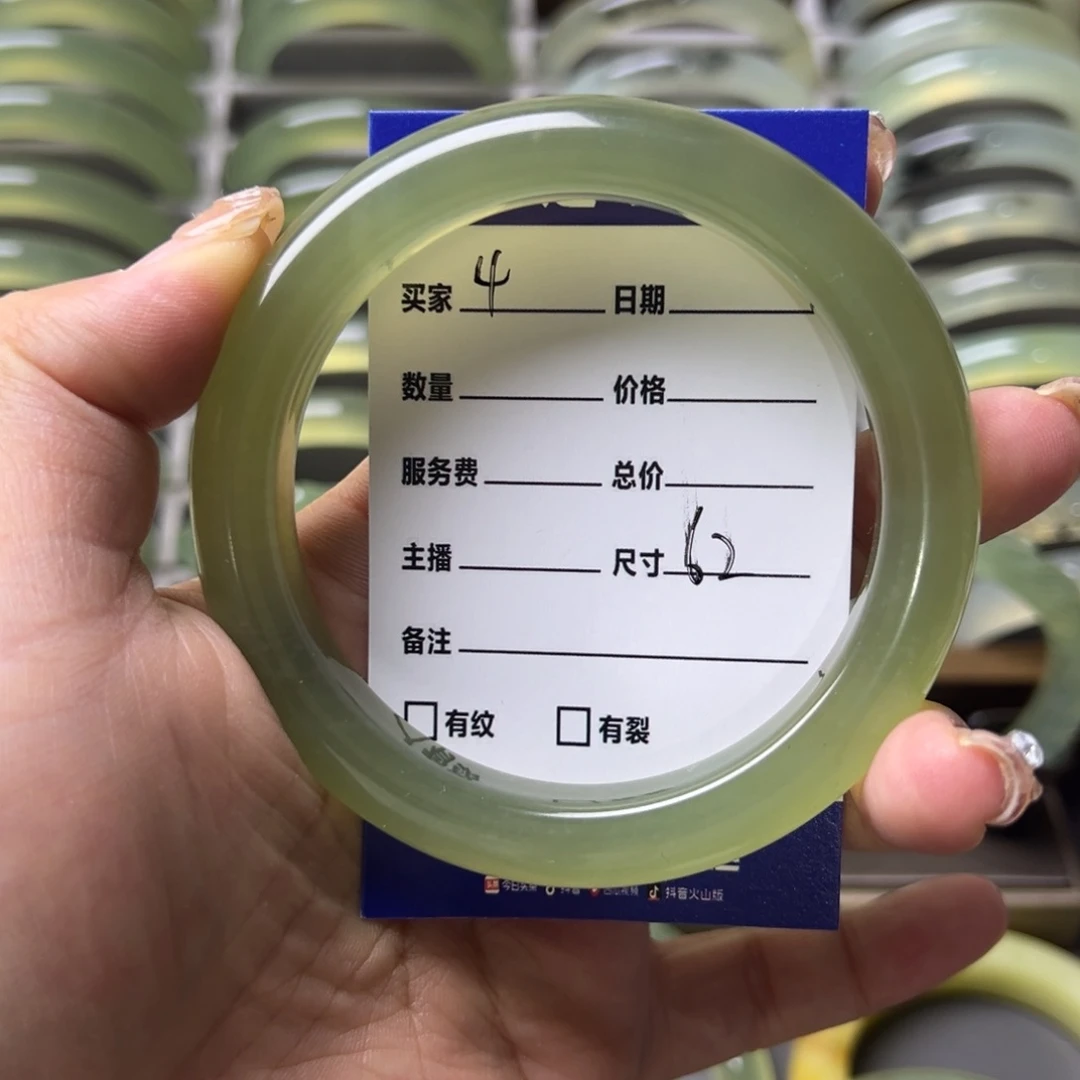 买家 4 日期
数量 价格
服务费 总价
主播 尺寸 62
备注
有纹 有裂
今日头条 抖音 西瓜视频 抖音火山版